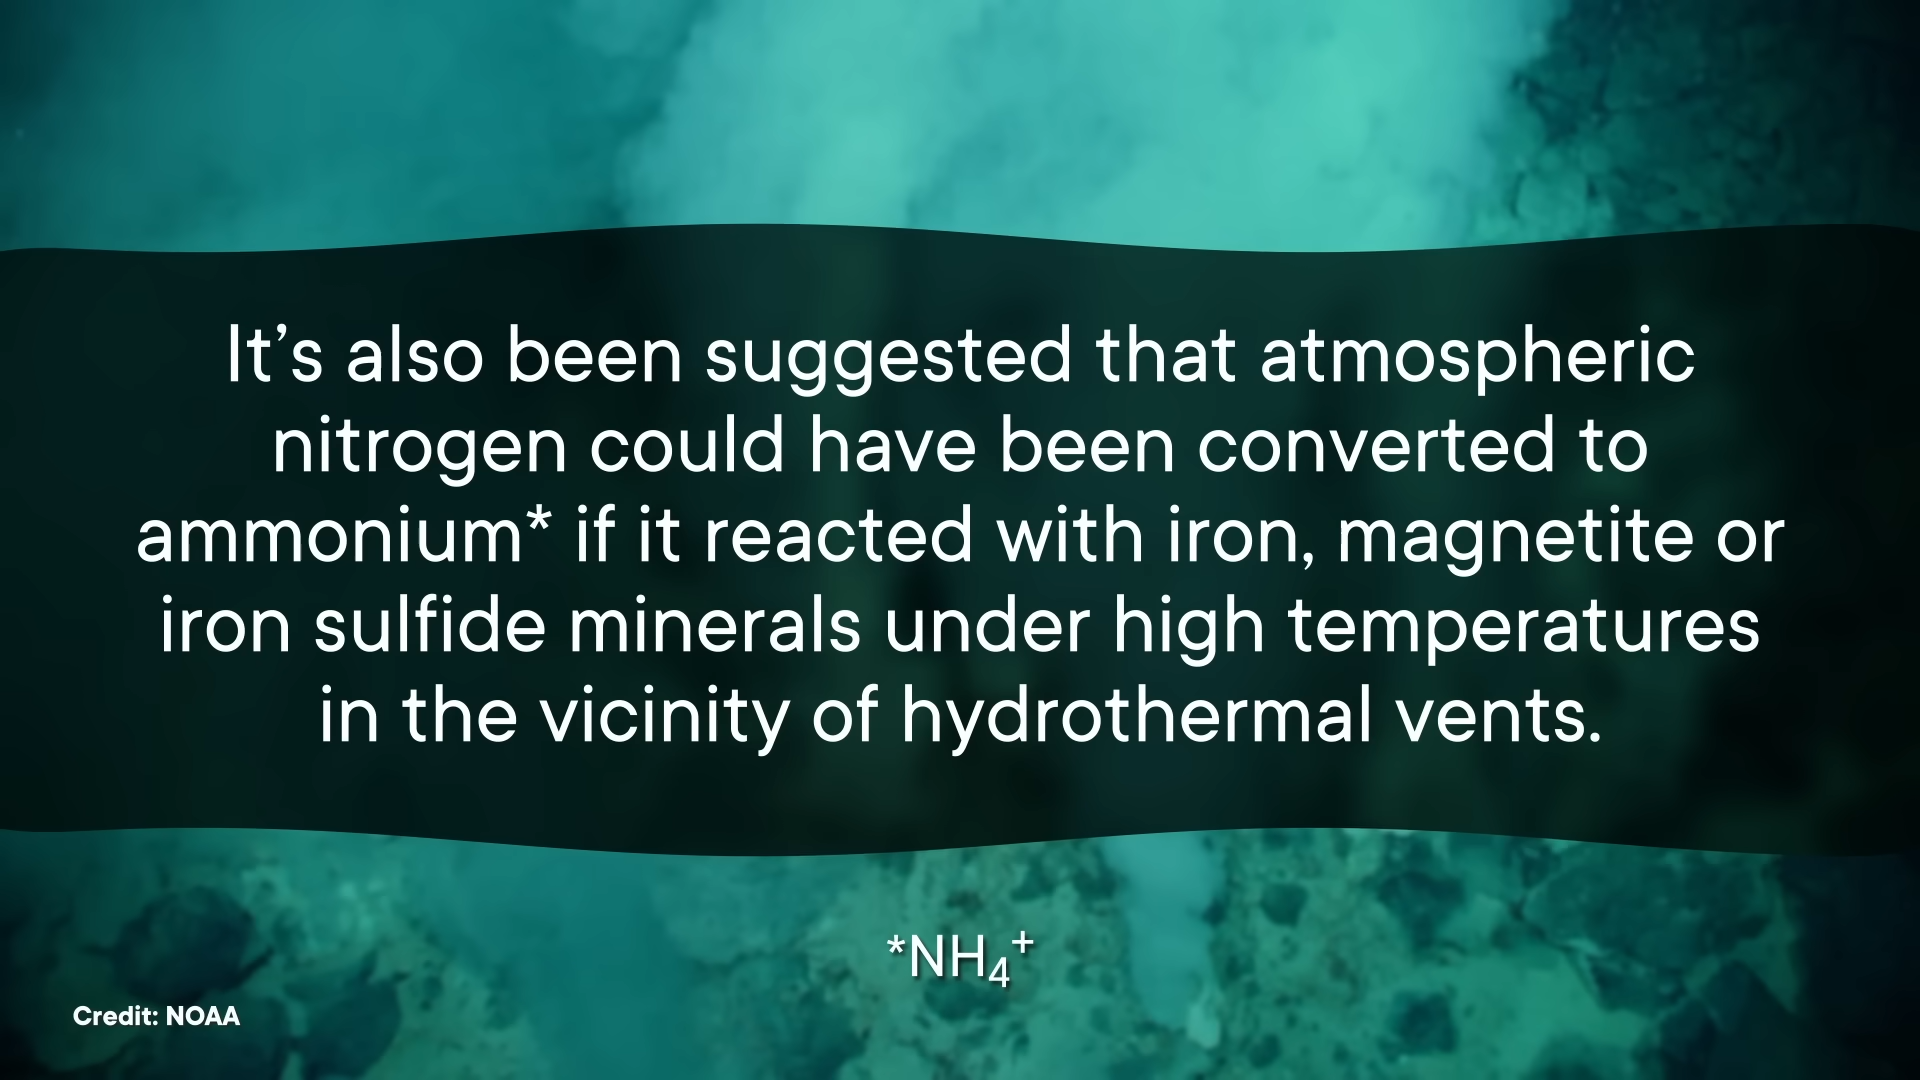 It’s also been suggested that atmospheric
nitrogen could have been converted to
ammonium* if it reacted with iron, magnetite or
iron sulfide minerals under high temperatures
in the vicinity of hydrothermal vents.
*NH₄⁺
Credit: NOAA